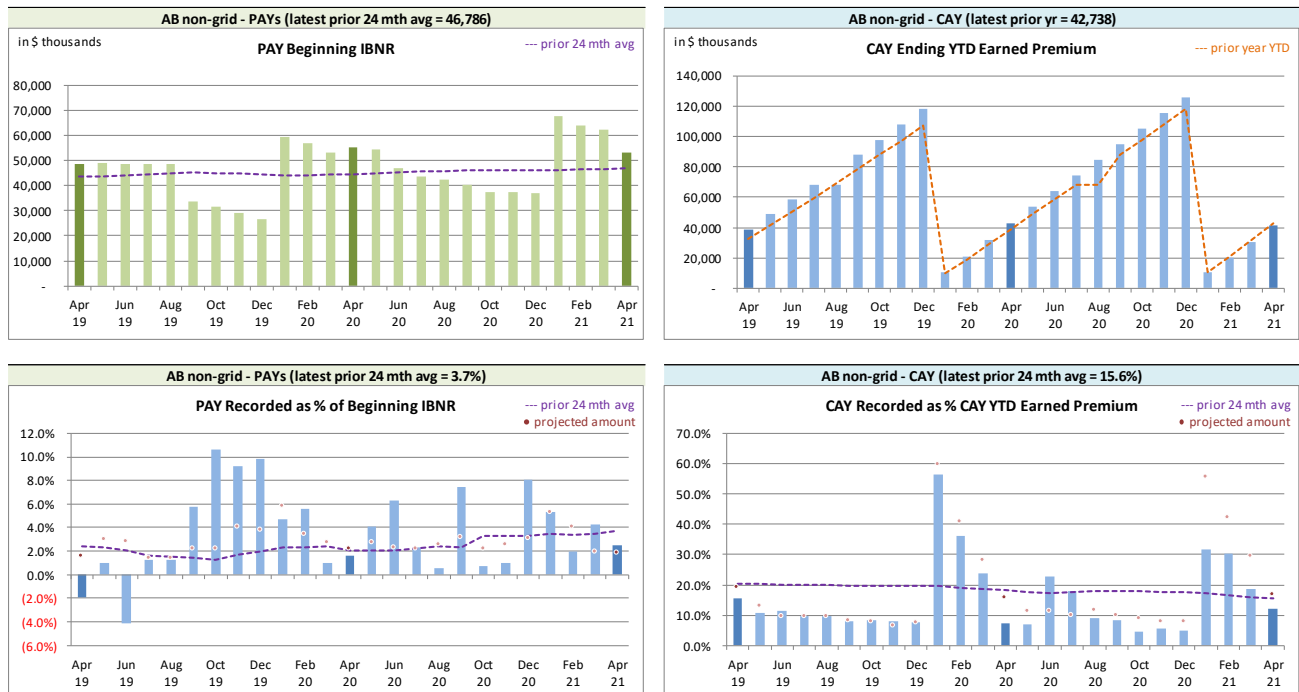 AB non-grid - PAYs (latest prior 24 mth avg = 46,786)
in $ thousands
PAY Beginning IBNR
--- prior 24 mth avg
80,000
70,000
60,000
50,000
40,000
30,000
20,000
10,000
-
Apr Jun Aug Oct Dec Feb Apr Jun Aug Oct Dec Feb Apr
19 19 19 19 19 20 20 20 20 20 20 21 21
AB non-grid - CAY (latest prior yr = 42,738)
in $ thousands
CAY Ending YTD Earned Premium
--- prior year YTD
140,000
120,000
100,000
80,000
60,000
40,000
20,000
-
Apr Jun Aug Oct Dec Feb Apr Jun Aug Oct Dec Feb Apr
19 19 19 19 19 20 20 20 20 20 20 21 21
AB non-grid - PAYs (latest prior 24 mth avg = 3.7%)
PAY Recorded as % of Beginning IBNR
--- prior 24 mth avg
• projected amount
12.0%
10.0%
8.0%
6.0%
4.0%
2.0%
0.0%
(2.0%)
(4.0%)
(6.0%)
Apr Jun Aug Oct Dec Feb Apr Jun Aug Oct Dec Feb Apr
19 19 19 19 19 20 20 20 20 20 20 21 21
AB non-grid - CAY (latest prior 24 mth avg = 15.6%)
CAY Recorded as % CAY YTD Earned Premium
--- prior 24 mth avg
• projected amount
70.0%
60.0%
50.0%
40.0%
30.0%
20.0%
10.0%
0.0%
Apr Jun Aug Oct Dec Feb Apr Jun Aug Oct Dec Feb Apr
19 19 19 19 19 20 20 20 20 20 20 21 21